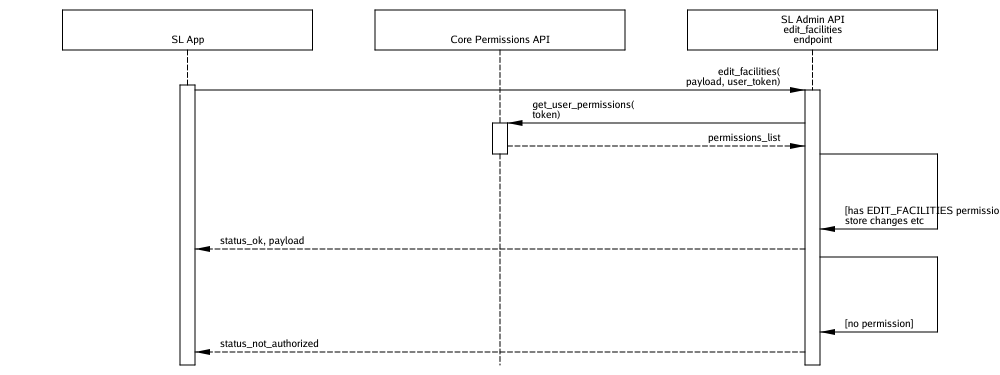 SL App
Core Permissions API
SL Admin API
edit_facilities
endpoint
edit_facilities(
payload, user_token)
get_user_permissions(
token)
permissions_list
[has EDIT_FACILITIES permissio
store changes etc
status_ok, payload
[no permission]
status_not_authorized